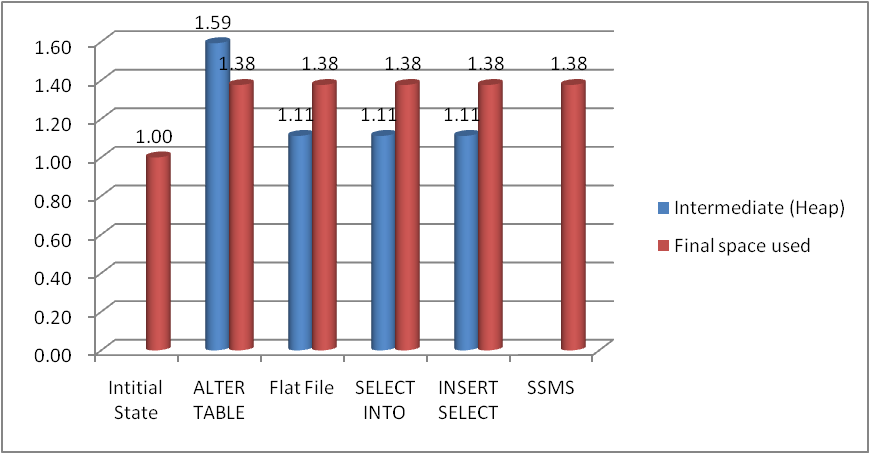 1.59
1.60
1.38 1.38 1.38 1.38 1.38
1.40
1.11 1.11 1.11
1.20
1.00
1.00
0.80
Intermediate (Heap)
0.60
Final space used
0.40
0.20
0.00
Intitial ALTER Flat File SELECT INSERT SSMS
State TABLE INTO SELECT